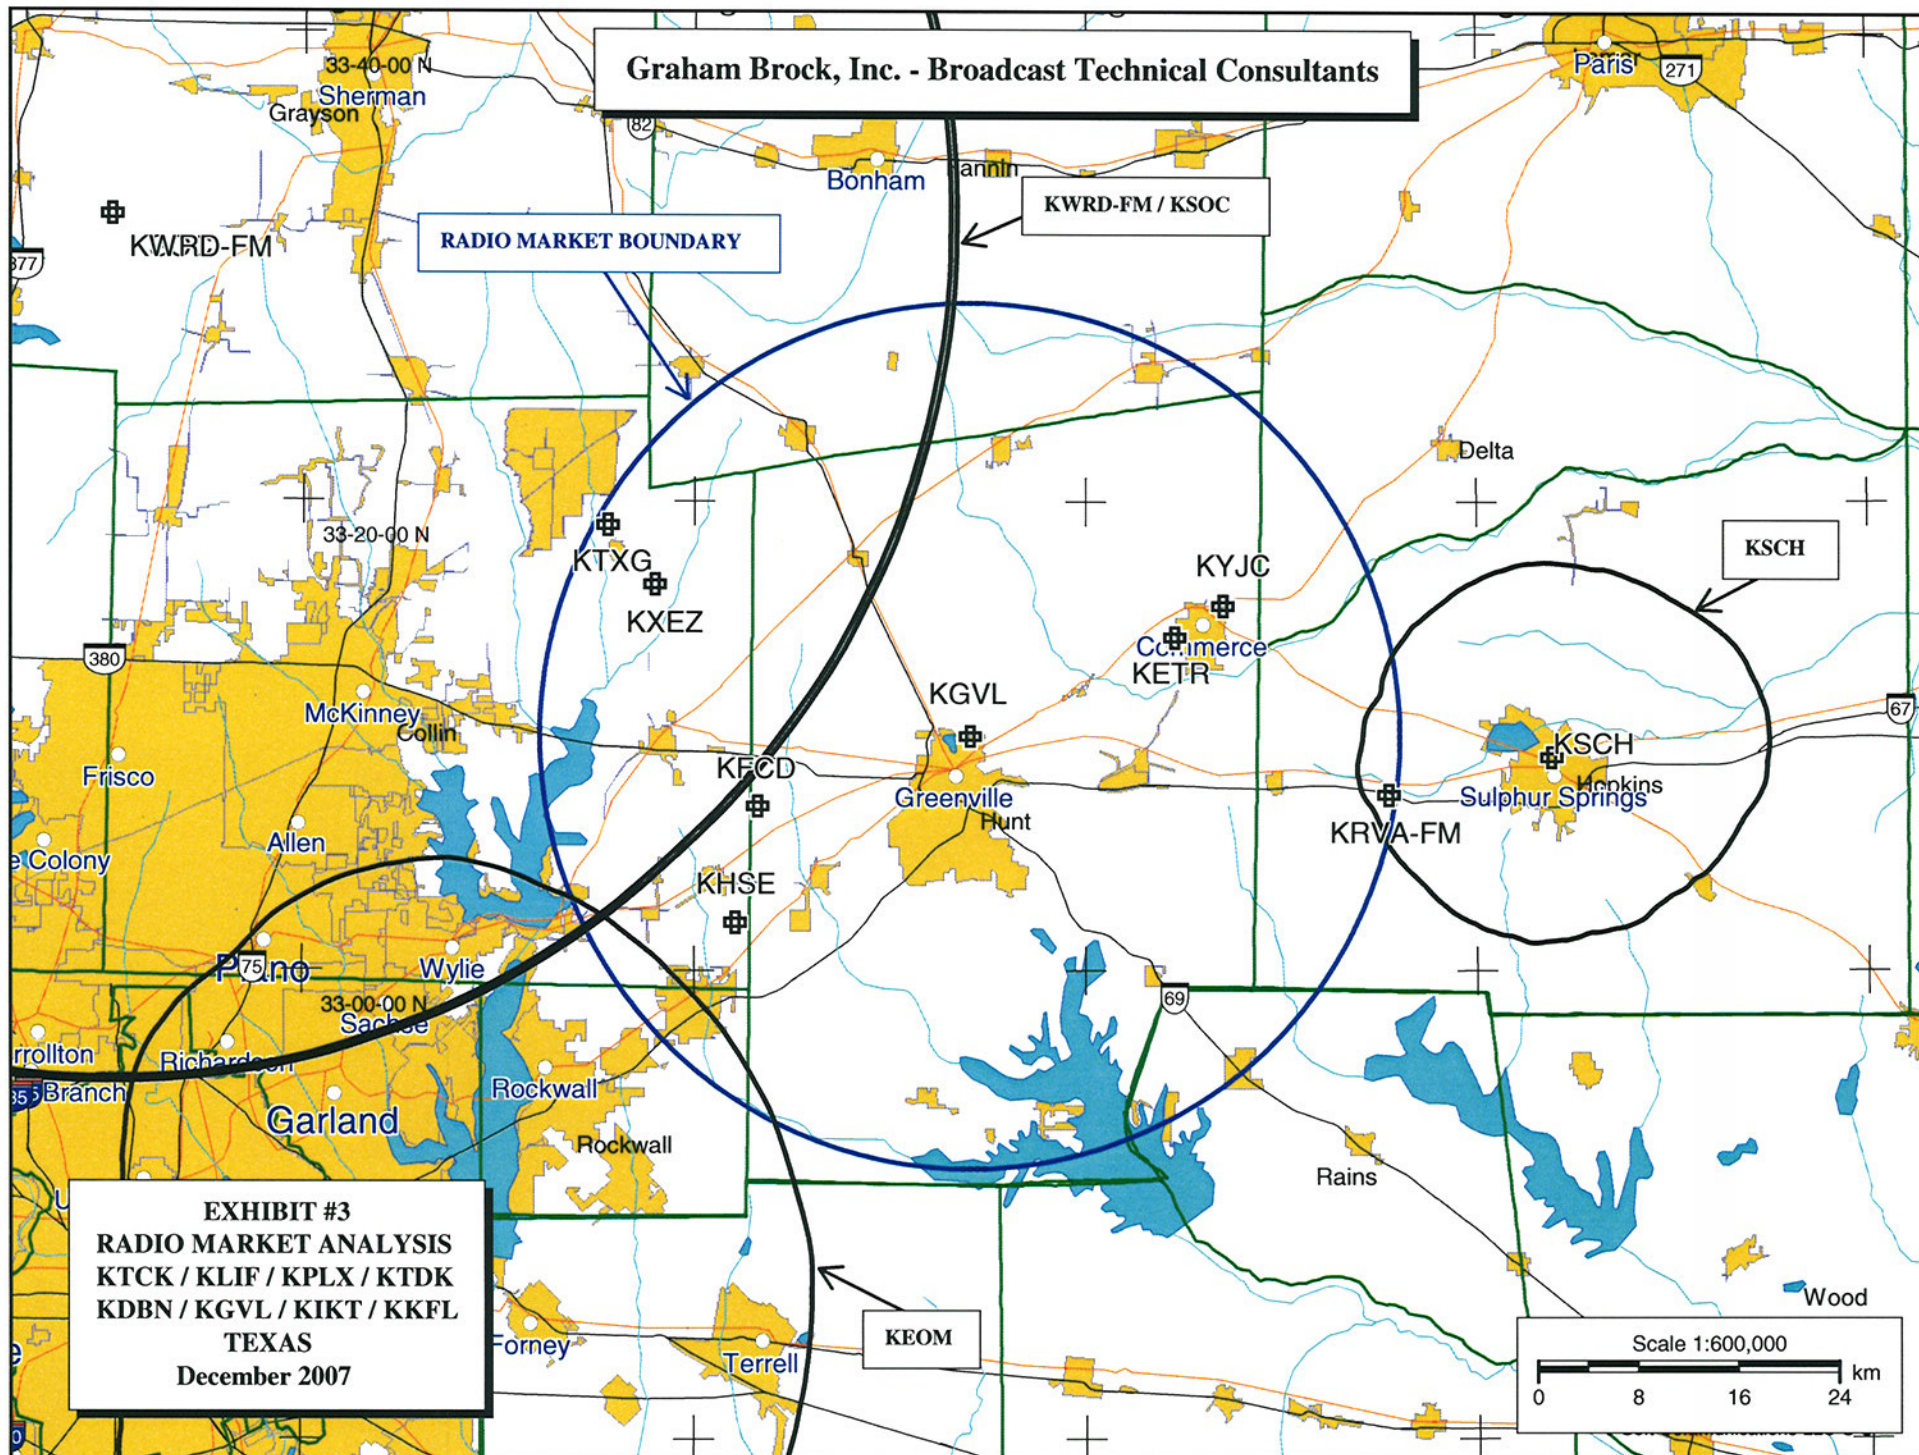 Graham Brock, Inc. - Broadcast Technical Consultants
33-40-00 N
Sherman
Grayson
82
Paris
271
Bonham
annin
KWRD-FM / KSOC
KWRD-FM
RADIO MARKET BOUNDARY
377
Delta
33-20-00 N
KTXG
KXEZ
KYJC
KSCH
Commerce
KETR
380
McKinney
Collin
KGVL
67
KSCH
Hopkins
Sulphur Springs
Frisco
KFCD
Greenville
Hunt
KRVA-FM
Allen
e Colony
KHSE
Plano
75
Wylie
33-00-00 N
Sachse
69
rrollton
Richardson
Branch
35
Rockwall
Garland
Rockwall
Rains
EXHIBIT #3
RADIO MARKET ANALYSIS
KTCK / KLIF / KPLX / KTDK
KDBN / KGVL / KIKT / KKFL
TEXAS
December 2007
Wood
KEOM
Forney
Terrell
Scale 1:600,000
km
0 8 16 24